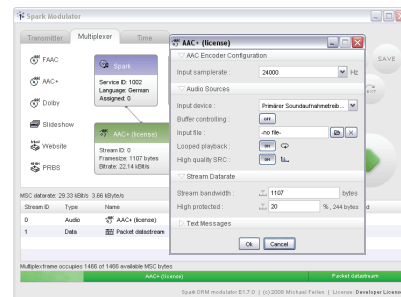 Spark Modulator
Transmitter
Multiplexer
Time
FAAC
AAC+
Dolby
Slideshow
Website
PRBS
Spark
Service ID: 1002
Language: German
Assigned: 0
AAC+ (license)
Stream ID: 0
Framesize: 1107 bytes
Bitrate: 22.14 kBit/s
SAVE
AAC+ (license)
AAC Encoder Configuration
Input samplerate:
24000
Hz
Audio Sources
Input device:
Primärer Soundaufnahmetreib...
Buffer controlling:
OFF
Input file:
-no file-
Looped playback:
ON
High quality SRC:
ON
Stream Datarate
Stream bandwidth:
1107
bytes
High protected:
20
%, 244 bytes
Text Messages
Ok
Cancel
MSC datarate: 29.33 kBit/s 3.66 kByte/s
Stream ID
Type
Name
0
Audio
AAC+ (license)
1
Data
Packet datastream
Multiplexframe occupies 1466 of 1466 available MSC bytes
AAC+ (license)
Packet datastream
Spark DRM modulator E1.7.0 | (c) 2009 Michael Feilen | License: Developer License